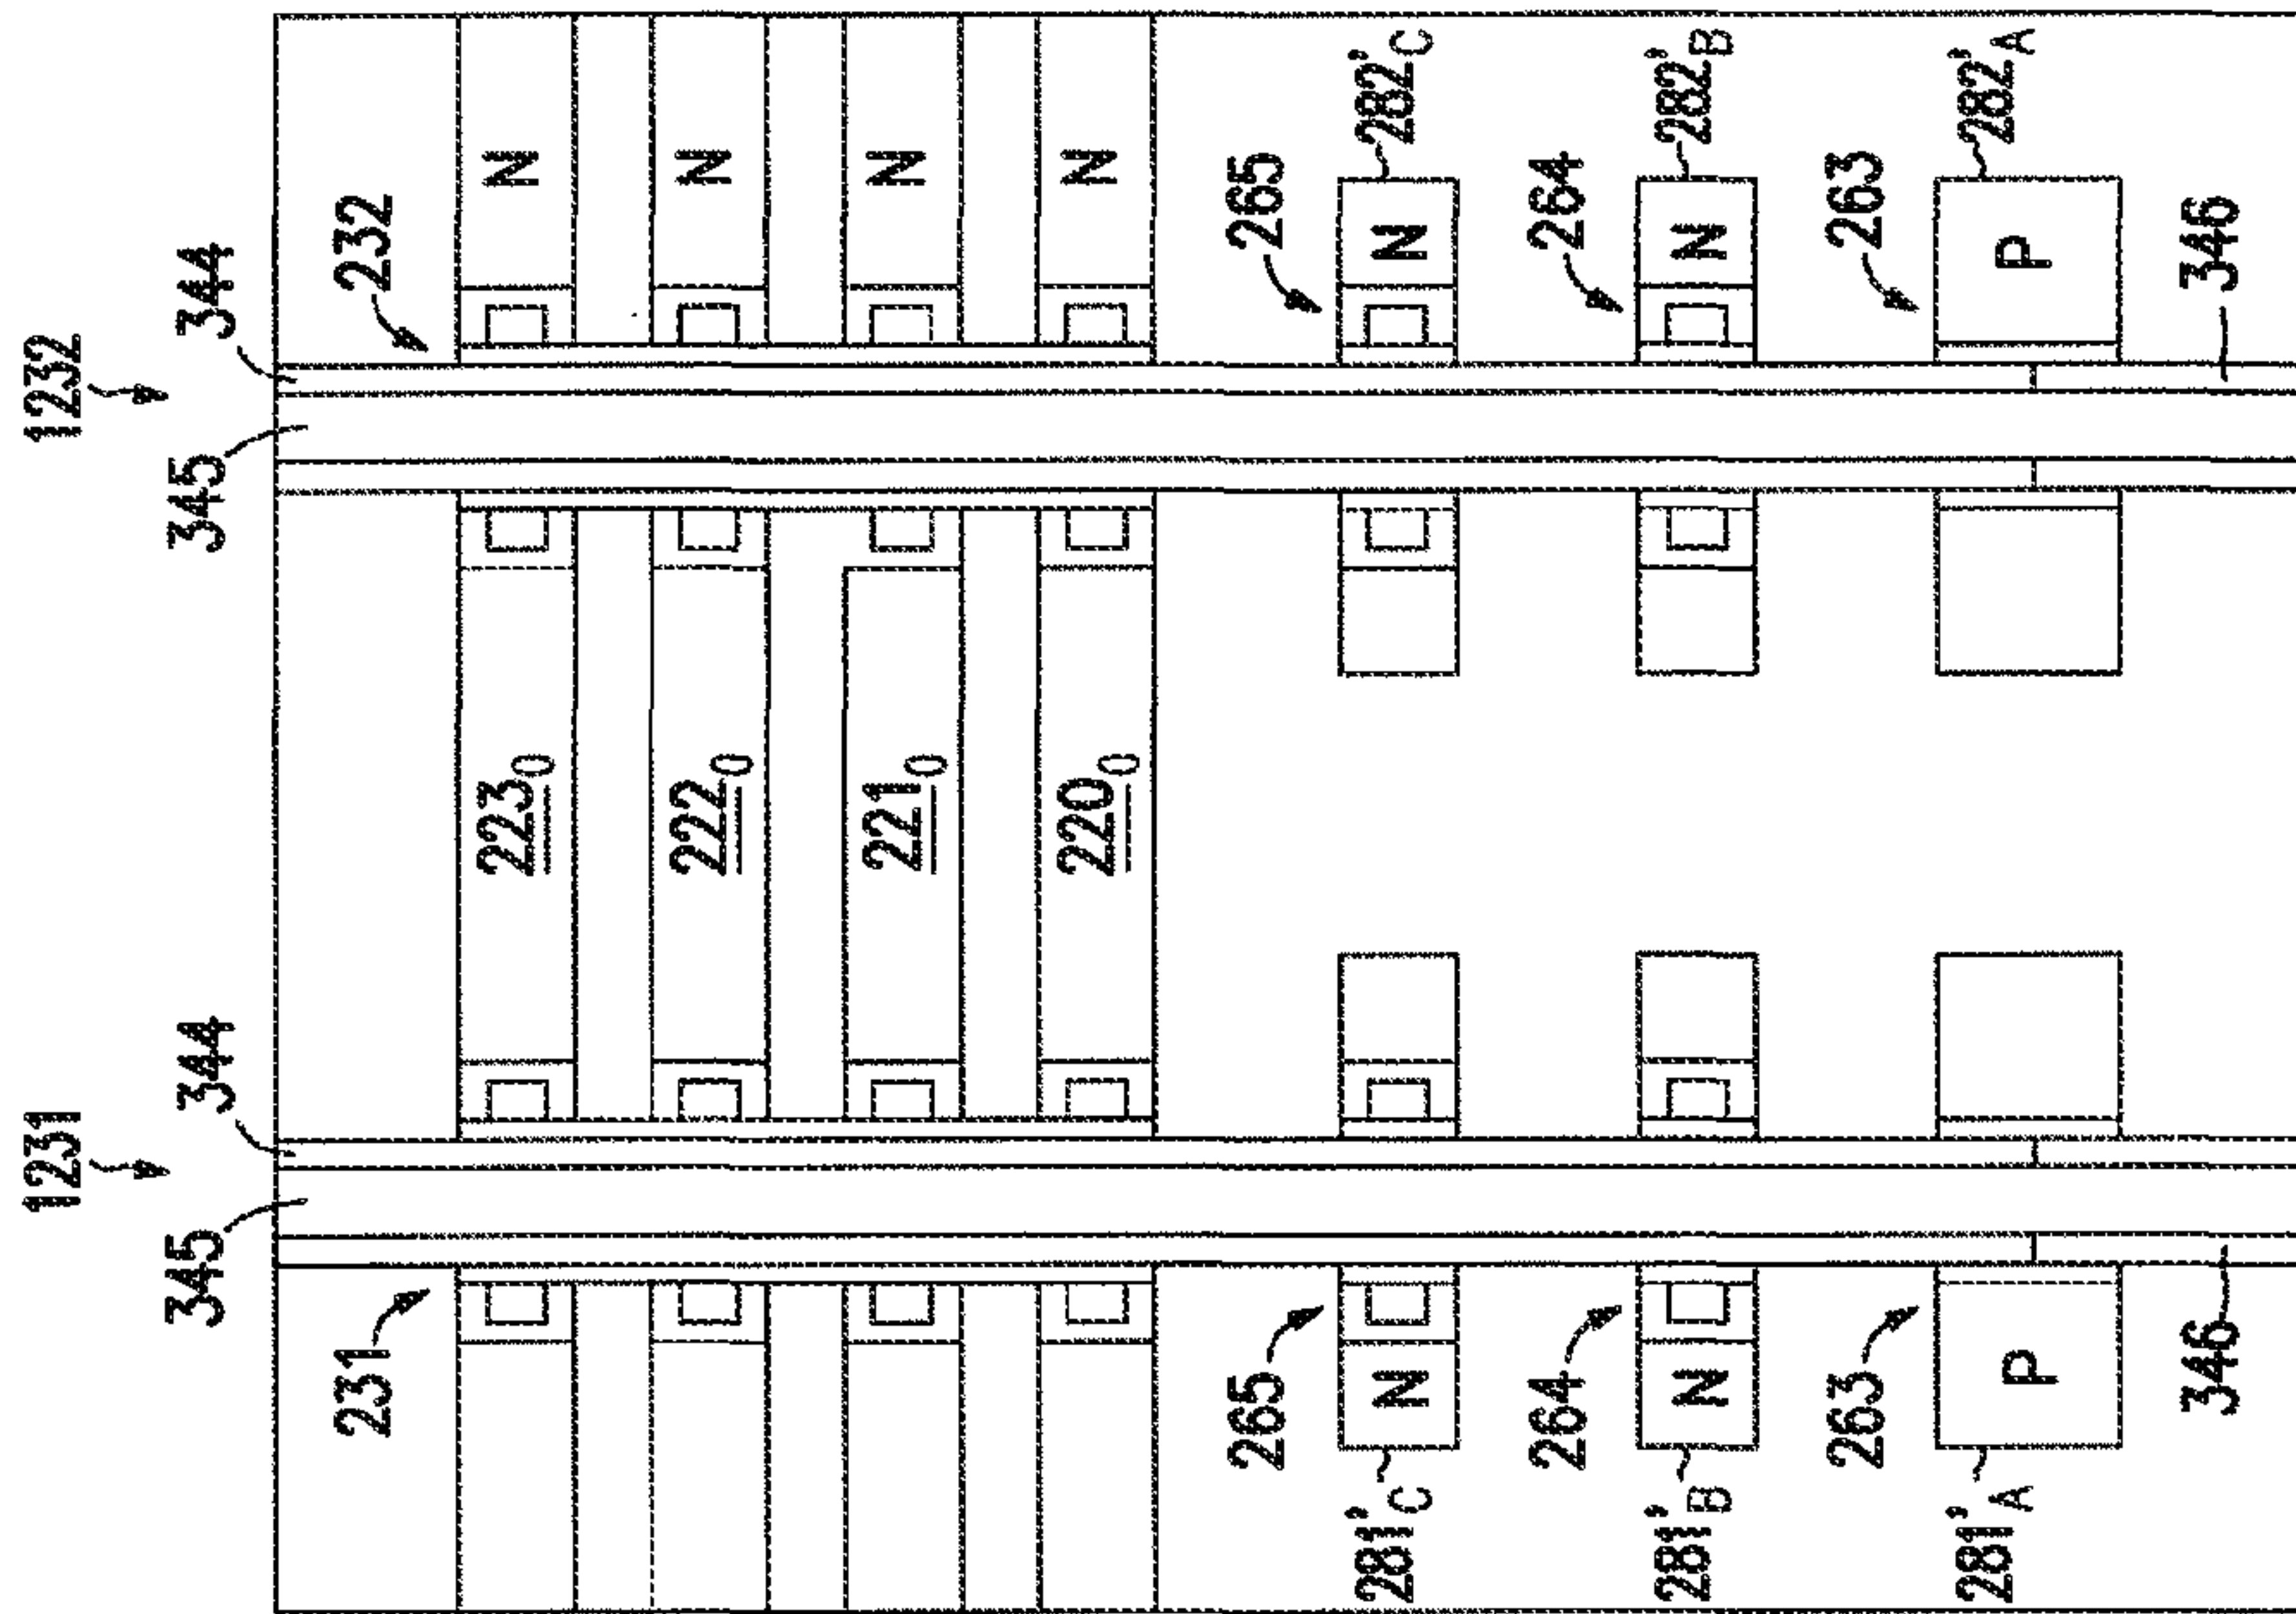 1231 1232
345 344 345 344
231 232
223₀ N
222₀ N
221₀ N
220₀ N
265 265
281'C N N 282'C
264 264
281'B N N 282'B
263 263
281'A P P 282'A
346 346